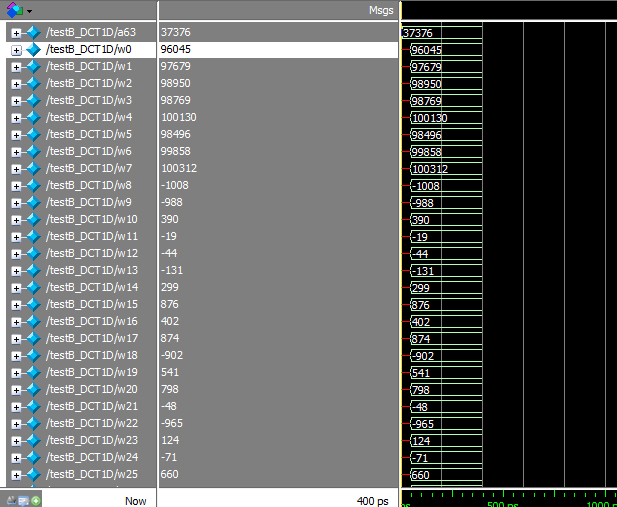 Msgs
/testB_DCT1D/a63 37376 37376
/testB_DCT1D/w0 96045 96045
/testB_DCT1D/w1 97679 97679
/testB_DCT1D/w2 98950 98950
/testB_DCT1D/w3 98769 98769
/testB_DCT1D/w4 100130 100130
/testB_DCT1D/w5 98496 98496
/testB_DCT1D/w6 99858 99858
/testB_DCT1D/w7 100312 100312
/testB_DCT1D/w8 -1008 -1008
/testB_DCT1D/w9 -988 -988
/testB_DCT1D/w10 390 390
/testB_DCT1D/w11 -19 -19
/testB_DCT1D/w12 -44 -44
/testB_DCT1D/w13 -131 -131
/testB_DCT1D/w14 299 299
/testB_DCT1D/w15 876 876
/testB_DCT1D/w16 402 402
/testB_DCT1D/w17 874 874
/testB_DCT1D/w18 -902 -902
/testB_DCT1D/w19 541 541
/testB_DCT1D/w20 798 798
/testB_DCT1D/w21 -48 -48
/testB_DCT1D/w22 -965 -965
/testB_DCT1D/w23 124 124
/testB_DCT1D/w24 -71 -71
/testB_DCT1D/w25 660 660
Now 400 ps ps 500 ps 1000 p